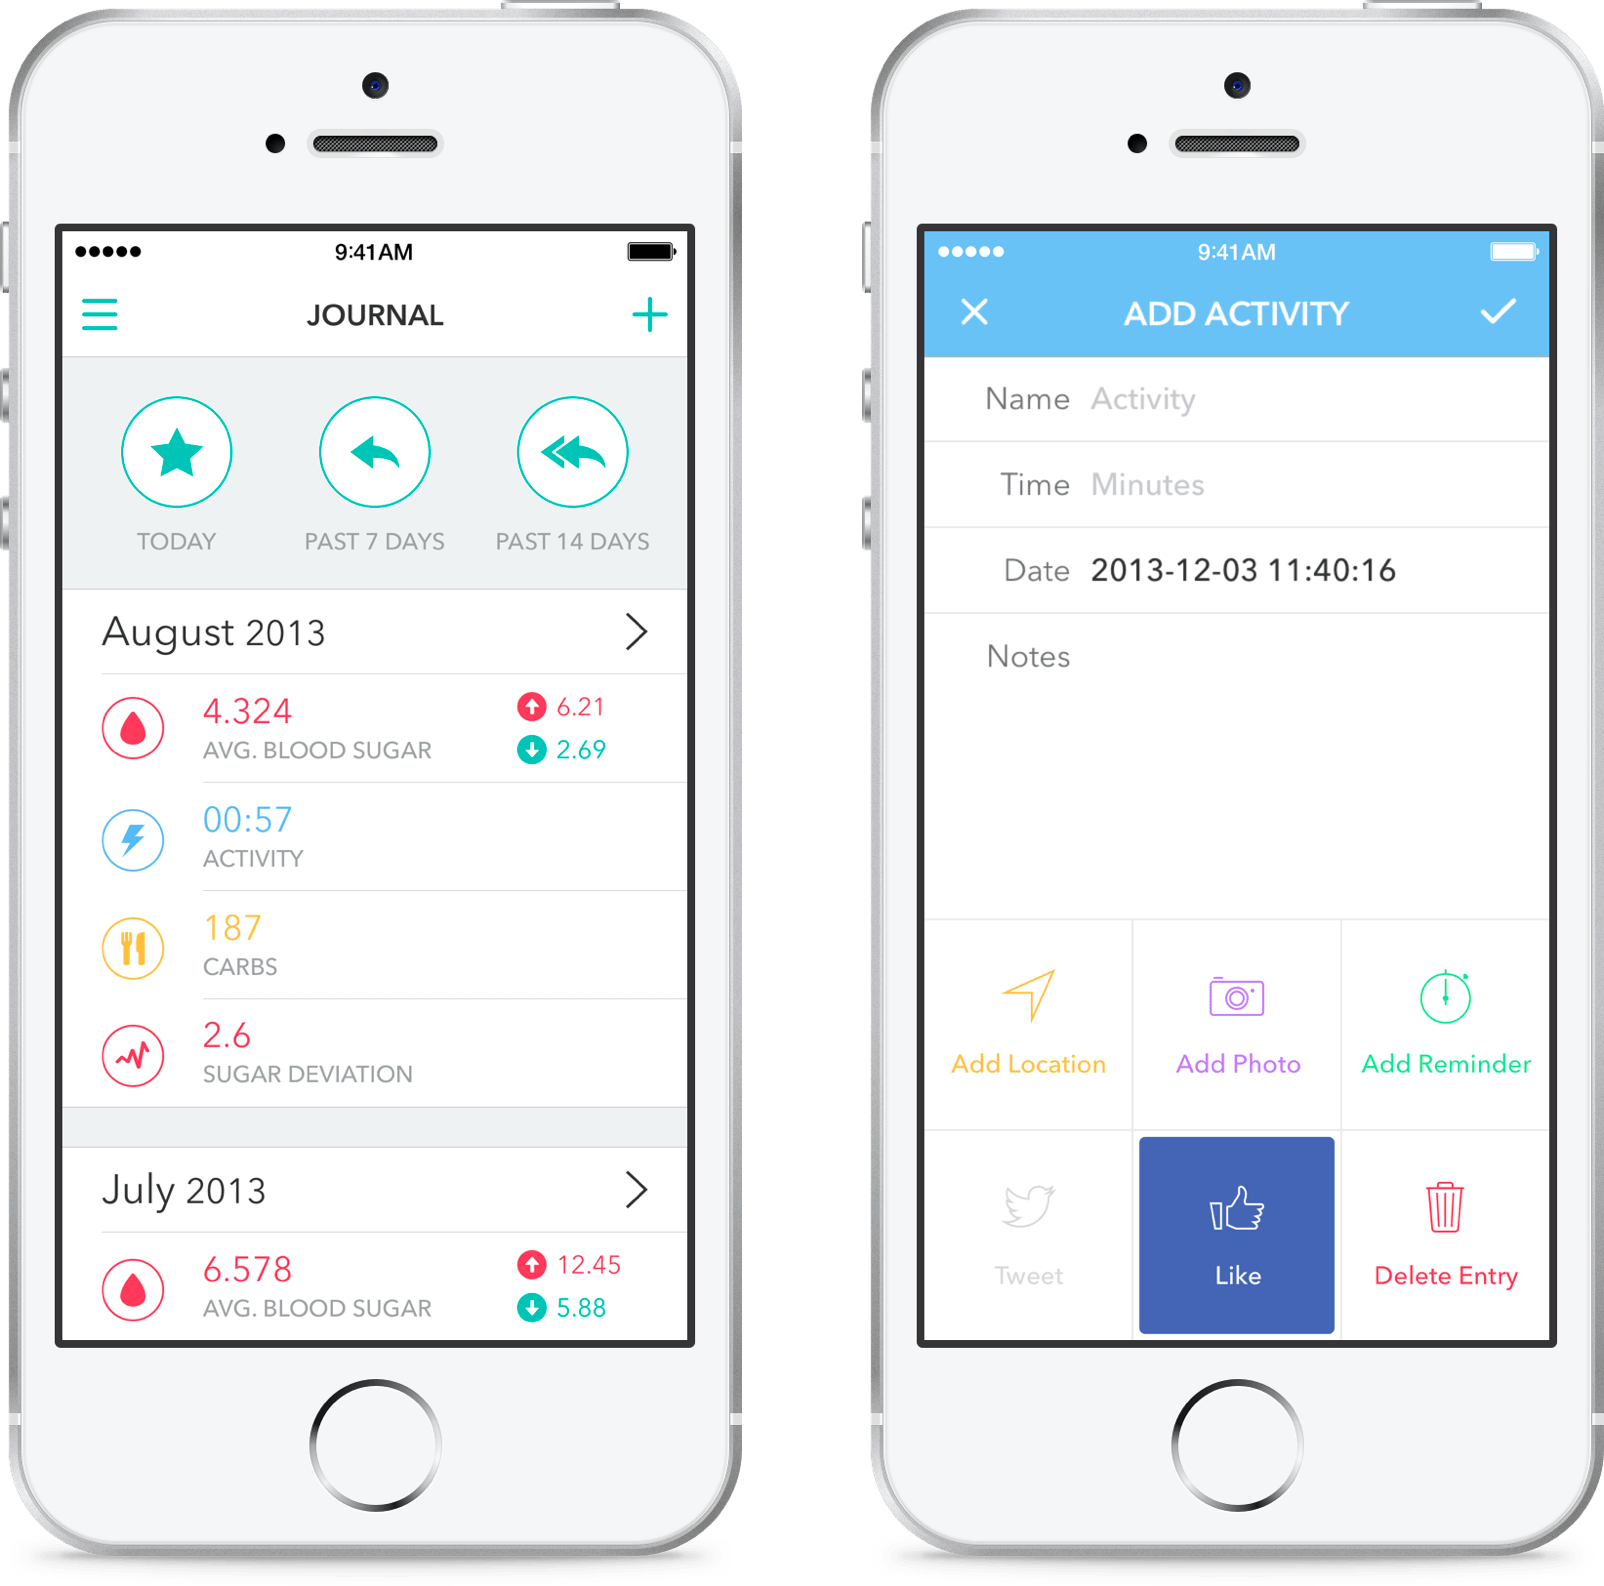 9:41AM
JOURNAL
TODAY
PAST 7 DAYS
PAST 14 DAYS
August 2013
4.324
6.21
AVG. BLOOD SUGAR
2.69
00:57
ACTIVITY
187
CARBS
2.6
SUGAR DEVIATION
July 2013
6.578
12.45
AVG. BLOOD SUGAR
5.88
9:41AM
ADD ACTIVITY
Name Activity
Time Minutes
Date 2013-12-03 11:40:16
Notes
Add Location
Add Photo
Add Reminder
Tweet
Like
Delete Entry